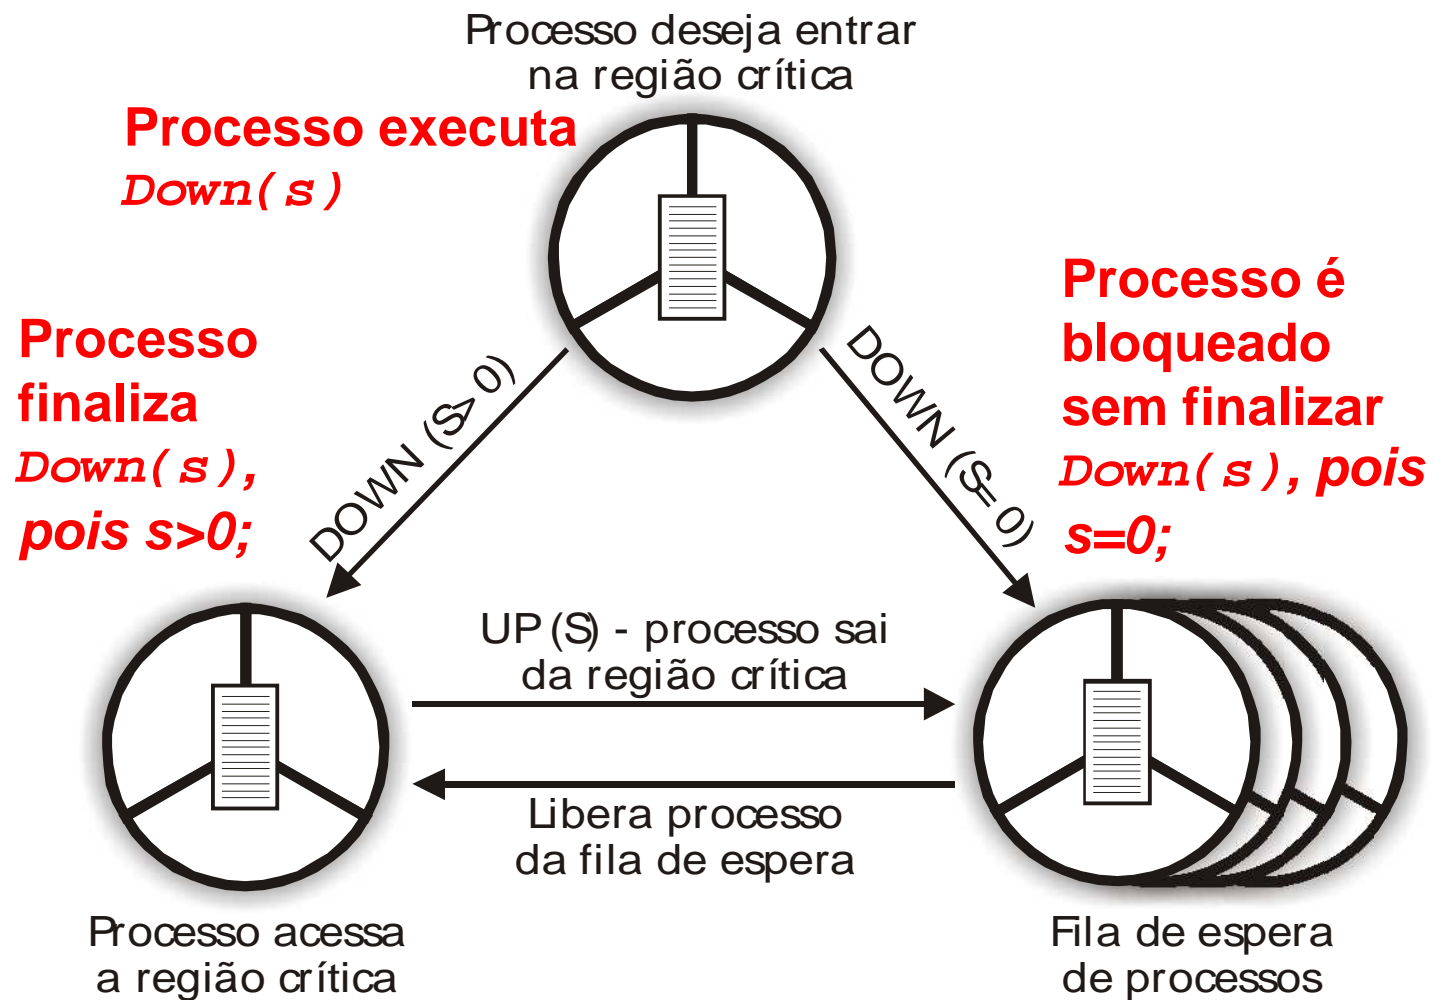 Processo deseja entrar
na região crítica
Processo executa
Down(s)
Processo
finaliza
Down(s),
pois s>0;
DOWN (S> 0)
DOWN (S= 0)
Processo é
bloqueado
sem finalizar
Down(s), pois
s=0;
UP (S) - processo sai
da região crítica
Libera processo
da fila de espera
Processo acessa
a região crítica
Fila de espera
de processos